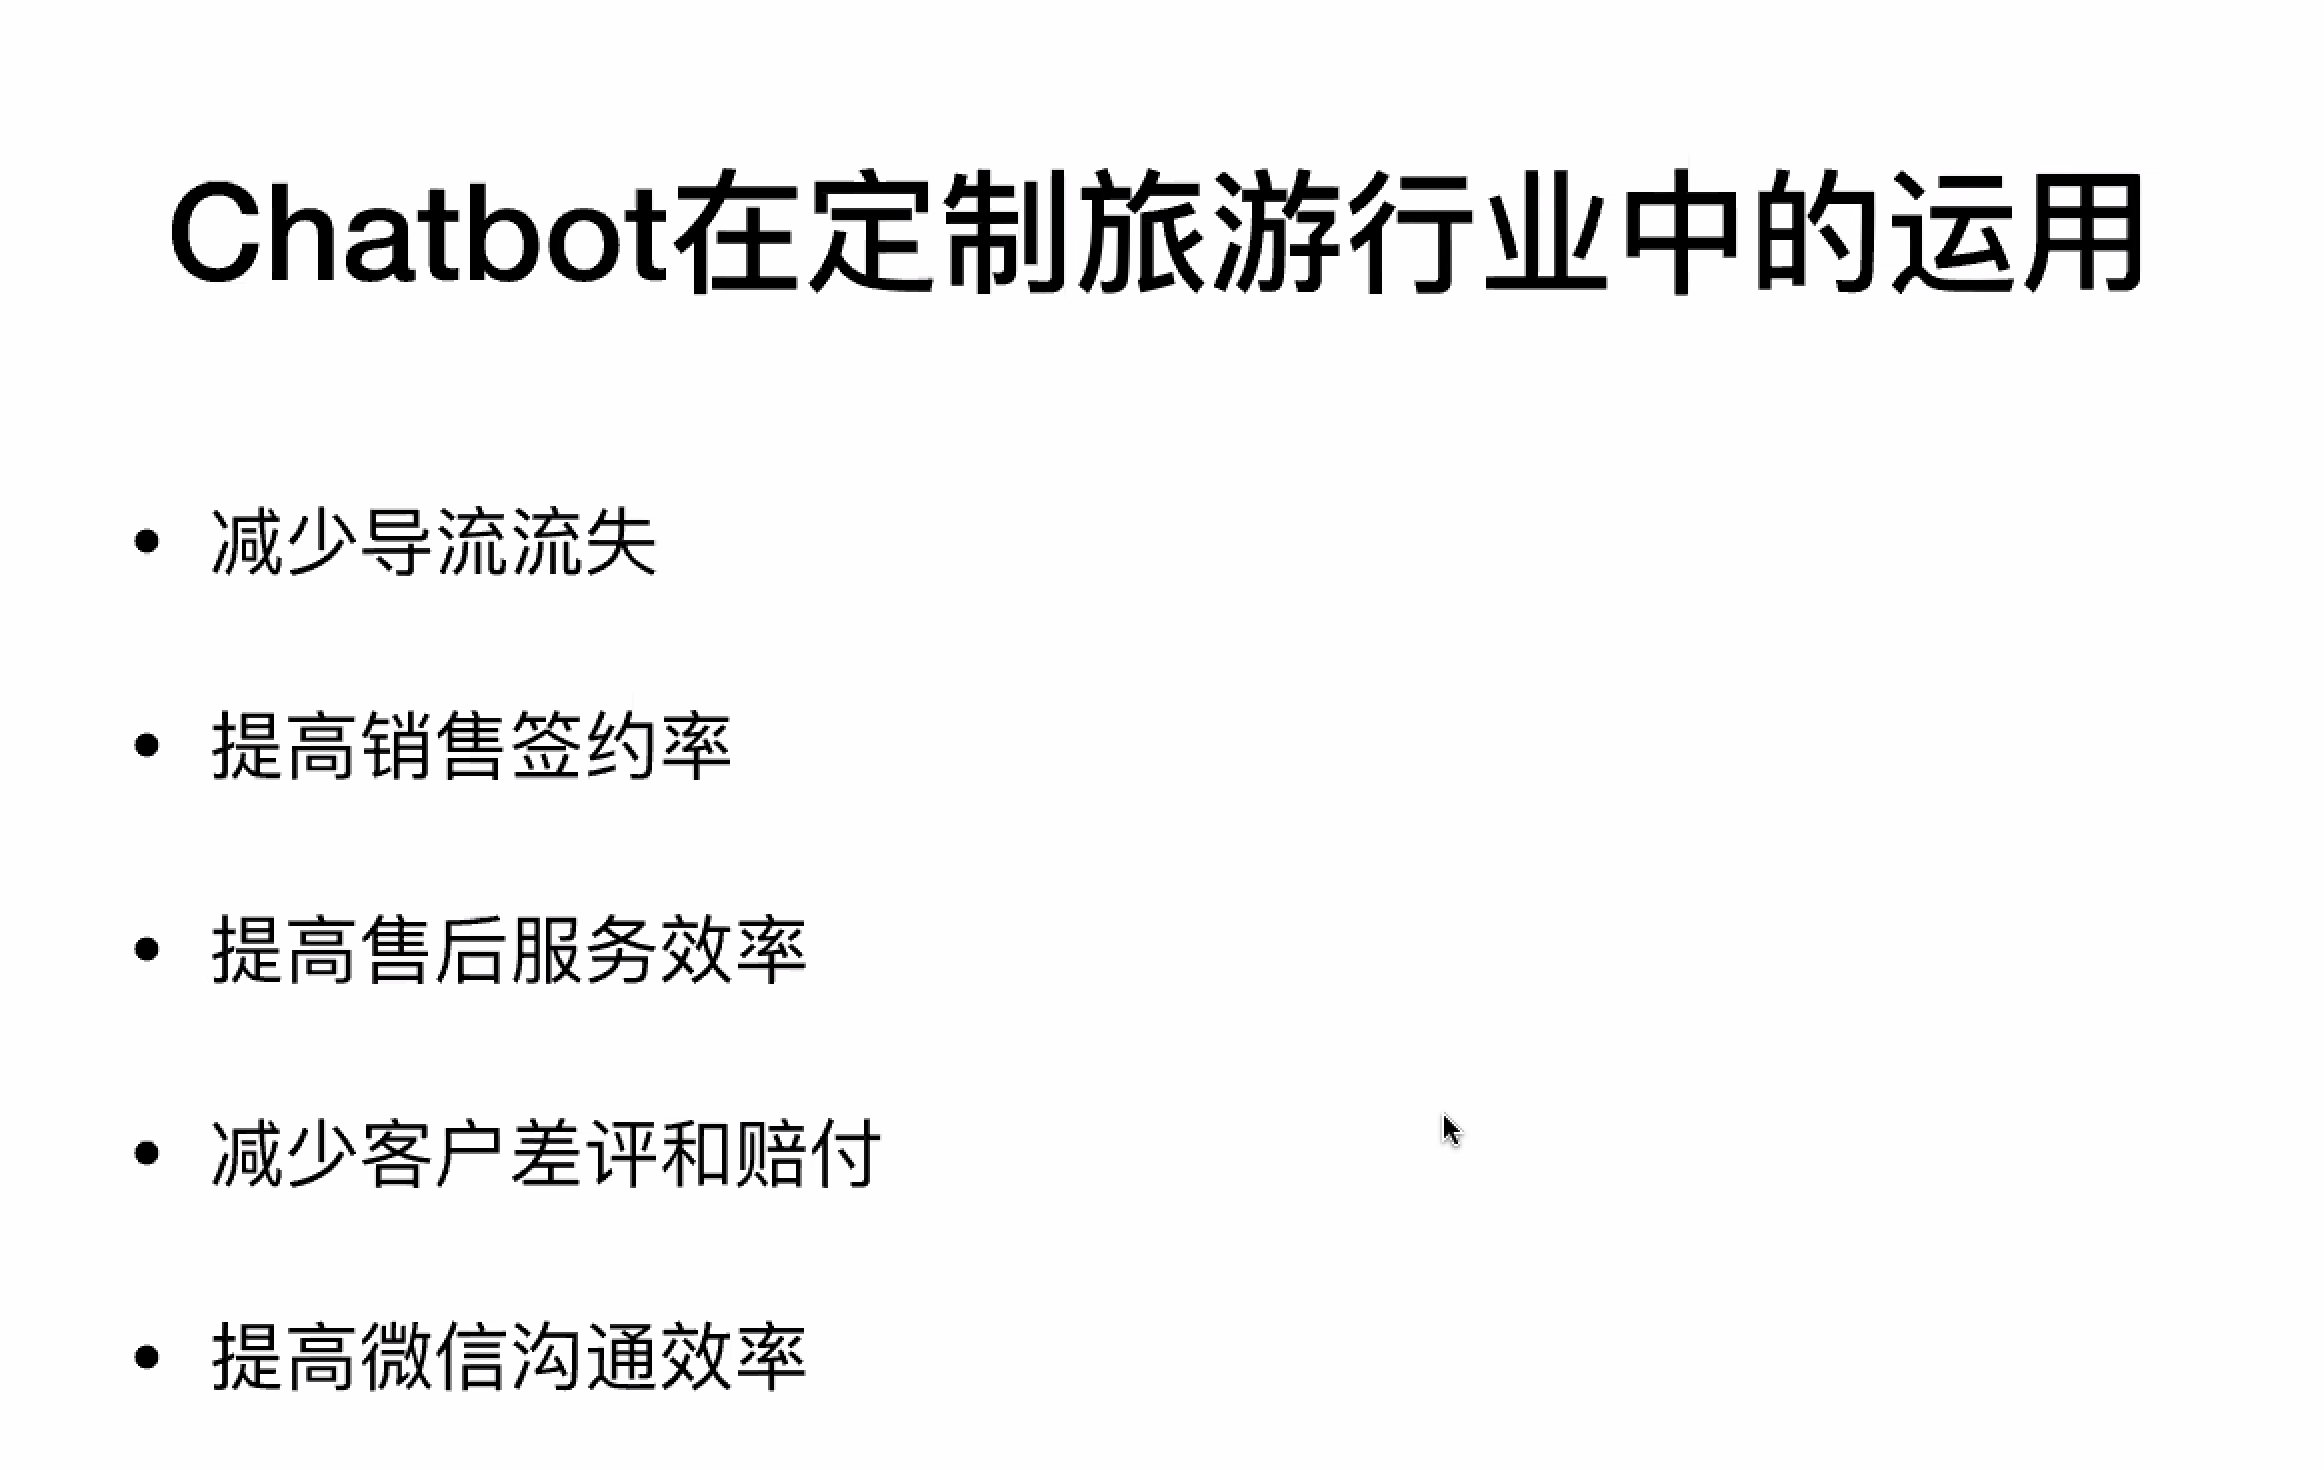 Chatbot在定制旅游行业中的运用
• 减少导流流失
• 提高销售签约率
• 提高售后服务效率
• 减少客户差评和赔付
• 提高微信沟通效率